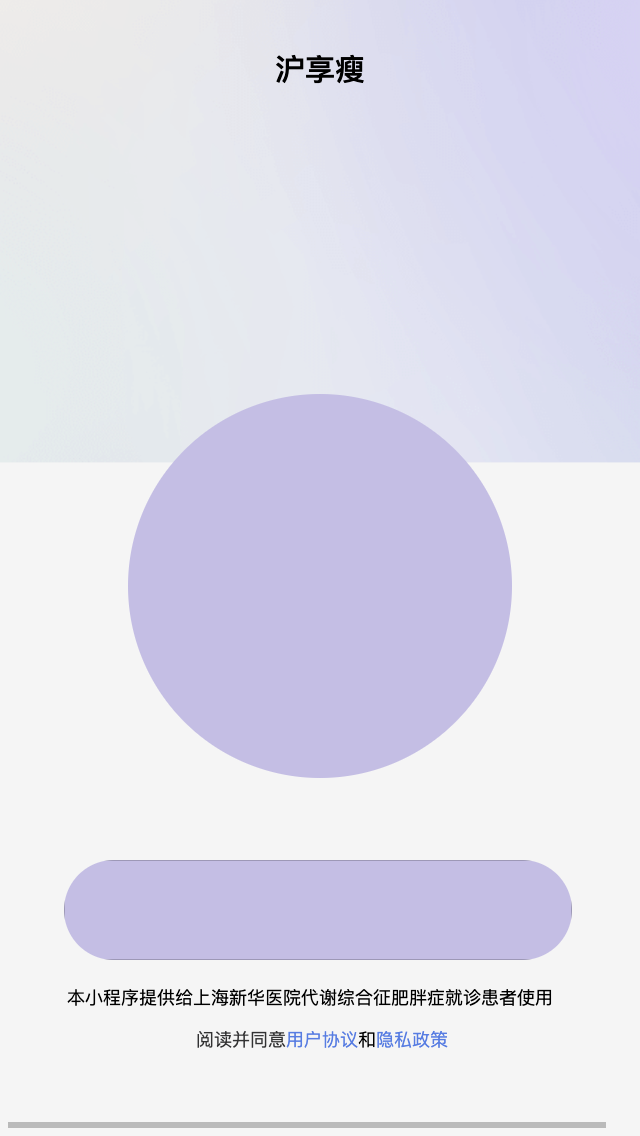 沪享瘦
本小程序提供给上海新华医院代谢综合征肥胖症就诊患者使用
阅读并同意用户协议和隐私政策